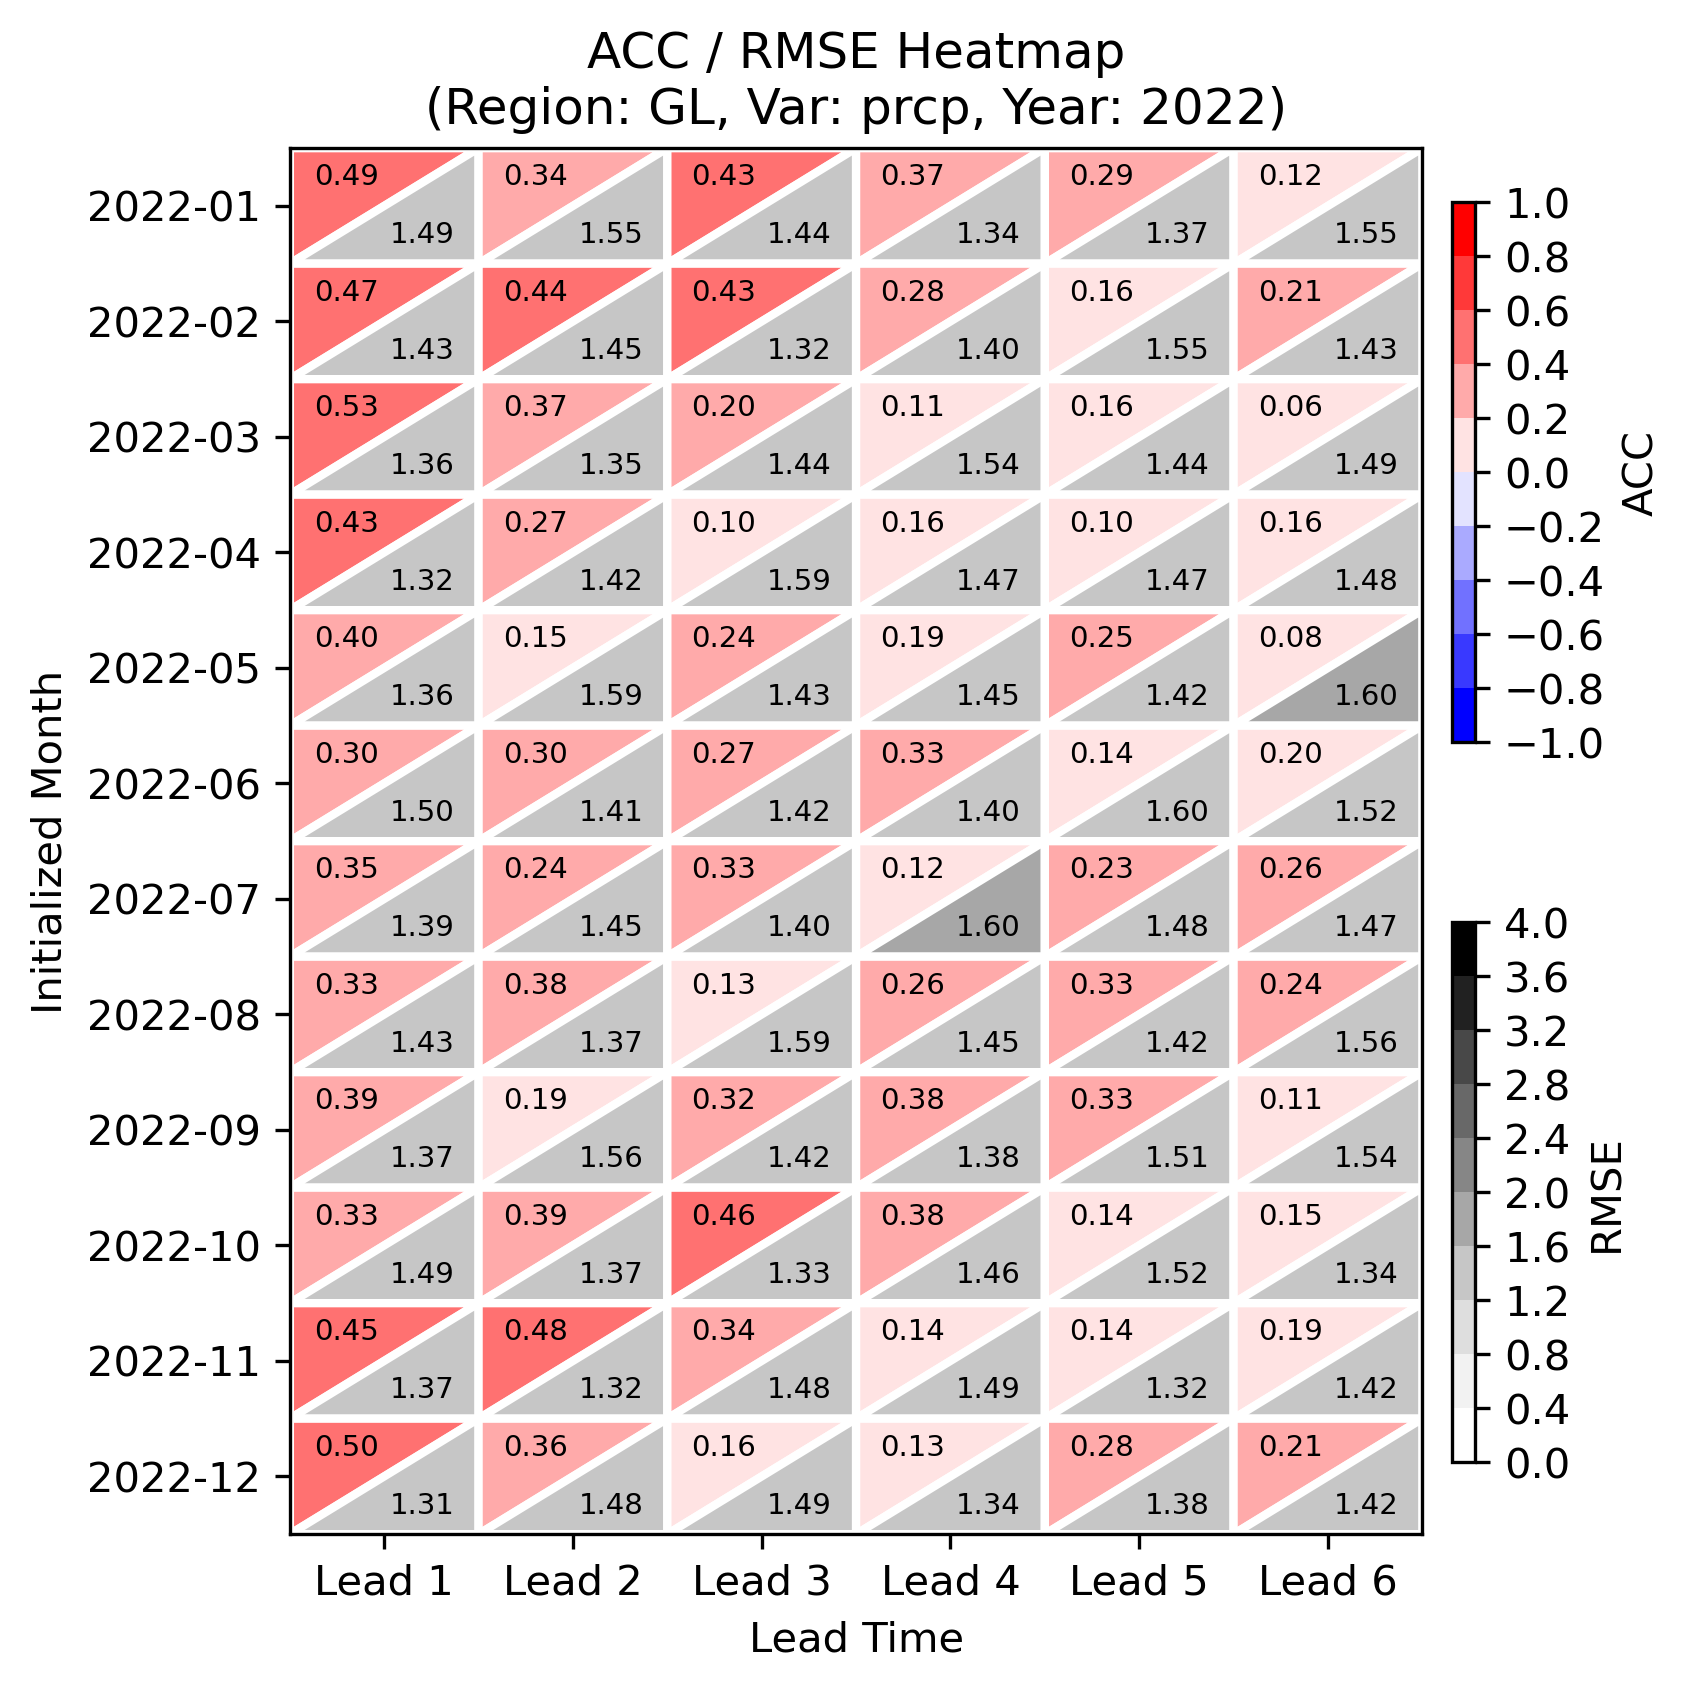 ACC / RMSE Heatmap
(Region: GL, Var: prcp, Year: 2022)
Initialized Month
2022-01
0.49 0.34 0.43 0.37 0.29 0.12
1.49 1.55 1.44 1.34 1.37 1.55
2022-02
0.47 0.44 0.43 0.28 0.16 0.21
1.43 1.45 1.32 1.40 1.55 1.43
2022-03
0.53 0.37 0.20 0.11 0.16 0.06
1.36 1.35 1.44 1.54 1.44 1.49
2022-04
0.43 0.27 0.10 0.16 0.10 0.16
1.32 1.42 1.59 1.47 1.47 1.48
2022-05
0.40 0.15 0.24 0.19 0.25 0.08
1.36 1.59 1.43 1.45 1.42 1.60
2022-06
0.30 0.30 0.27 0.33 0.14 0.20
1.50 1.41 1.42 1.40 1.60 1.52
2022-07
0.35 0.24 0.33 0.12 0.23 0.26
1.39 1.45 1.40 1.60 1.48 1.47
2022-08
0.33 0.38 0.13 0.26 0.33 0.24
1.43 1.37 1.59 1.45 1.42 1.56
2022-09
0.39 0.19 0.32 0.38 0.33 0.11
1.37 1.56 1.42 1.38 1.51 1.54
2022-10
0.33 0.39 0.46 0.38 0.14 0.15
1.49 1.37 1.33 1.46 1.52 1.34
2022-11
0.45 0.48 0.34 0.14 0.14 0.19
1.37 1.32 1.48 1.49 1.32 1.42
2022-12
0.50 0.36 0.16 0.13 0.28 0.21
1.31 1.48 1.49 1.34 1.38 1.42
Lead 1 Lead 2 Lead 3 Lead 4 Lead 5 Lead 6
Lead Time
1.0
0.8
0.6
0.4
0.2
0.0
−0.2
−0.4
−0.6
−0.8
−1.0
ACC
4.0
3.6
3.2
2.8
2.4
2.0
1.6
1.2
0.8
0.4
0.0
RMSE